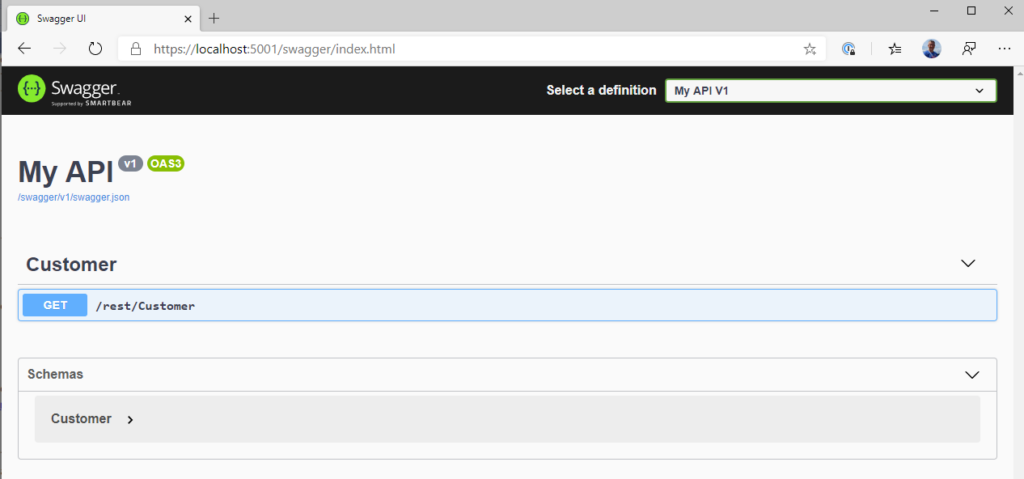 Swagger UI
https://localhost:5001/swagger/index.html
Swagger.
Supported by SMARTBEAR
Select a definition
My API V1
My API v1 OAS3
/swagger/v1/swagger.json
Customer
GET /rest/Customer
Schemas
Customer